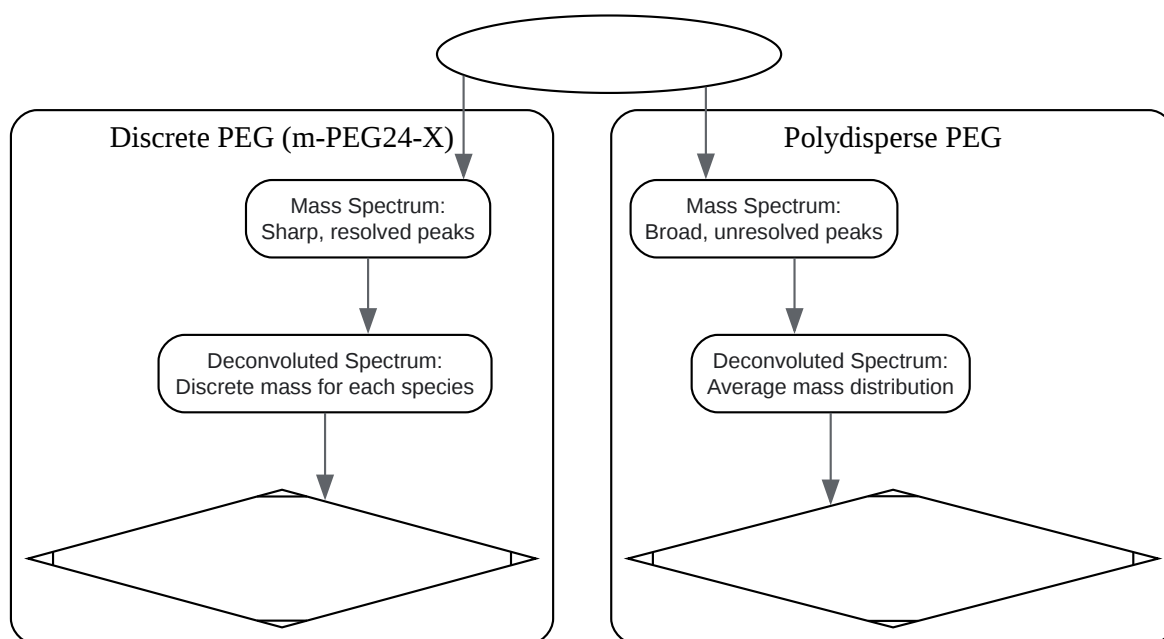 Discrete PEG (m-PEG24-X)
Mass Spectrum:
Sharp, resolved peaks
Deconvoluted Spectrum:
Discrete mass for each species
Polydisperse PEG
Mass Spectrum:
Broad, unresolved peaks
Deconvoluted Spectrum:
Average mass distribution